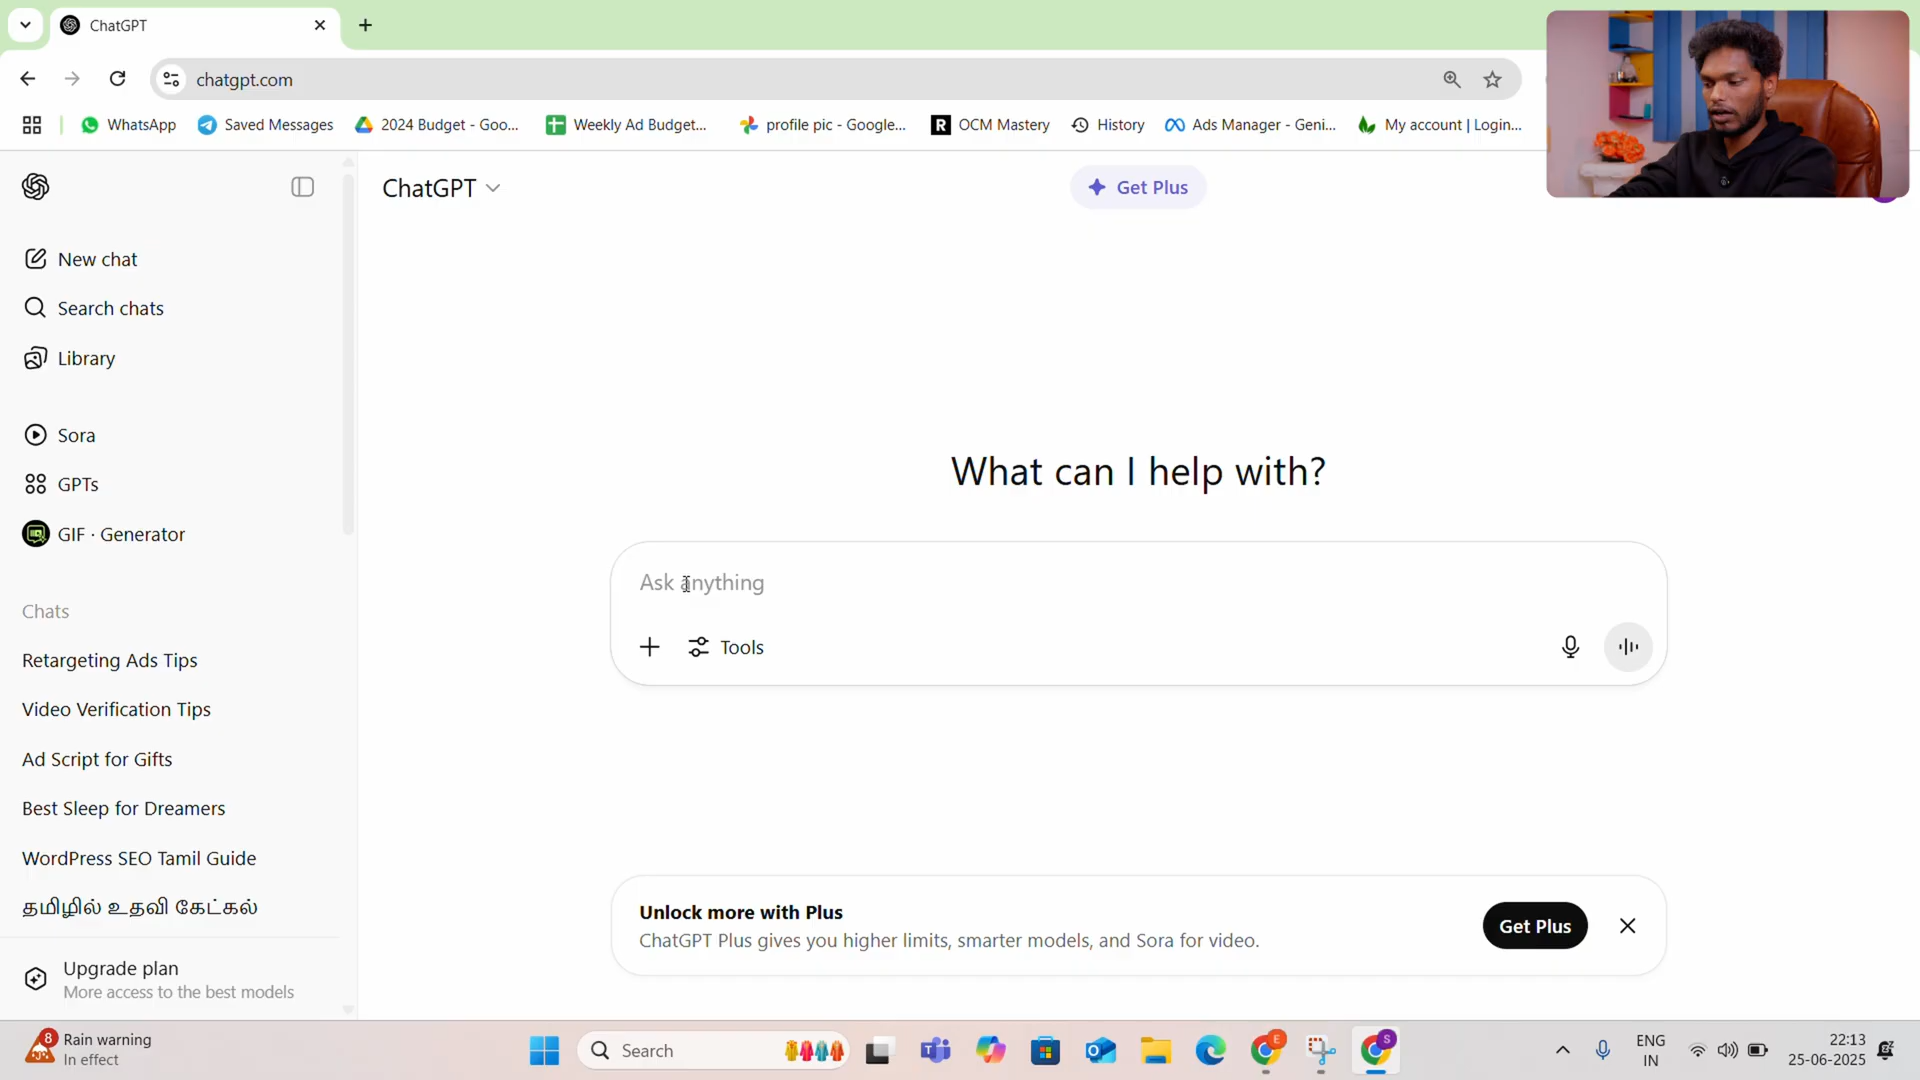 ChatGPT
chatgpt.com
WhatsApp
Saved Messages
2024 Budget - Goo...
Weekly Ad Budget...
profile pic - Google...
OCM Mastery
History
Ads Manager - Geni...
My account | Login...
ChatGPT
Get Plus
New chat
Search chats
Library
Sora
GPTs
GIF · Generator
Chats
Retargeting Ads Tips
Video Verification Tips
Ad Script for Gifts
Best Sleep for Dreamers
WordPress SEO Tamil Guide
தமிழில் உதவி கேட்கல்
Upgrade plan
More access to the best models
What can I help with?
Ask anything
Tools
Unlock more with Plus
ChatGPT Plus gives you higher limits, smarter models, and Sora for video.
Get Plus
8
Rain warning
In effect
Search
E
S
ENG
IN
22:13
25-06-2025